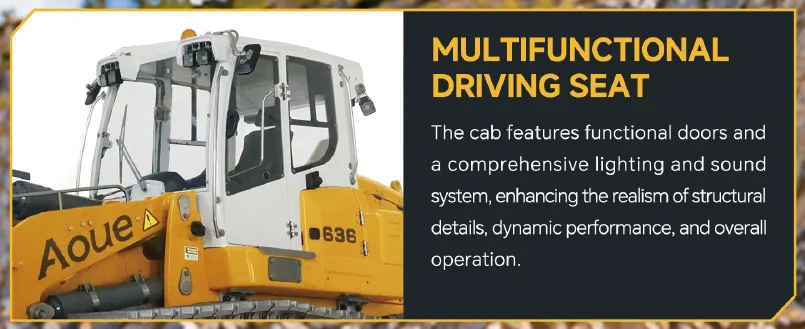 MULTIFUNCTIONAL
DRIVING SEAT
The cab features functional doors and
a comprehensive lighting and sound
system, enhancing the realism of structural
details, dynamic performance, and overall
operation.
Aoue
636